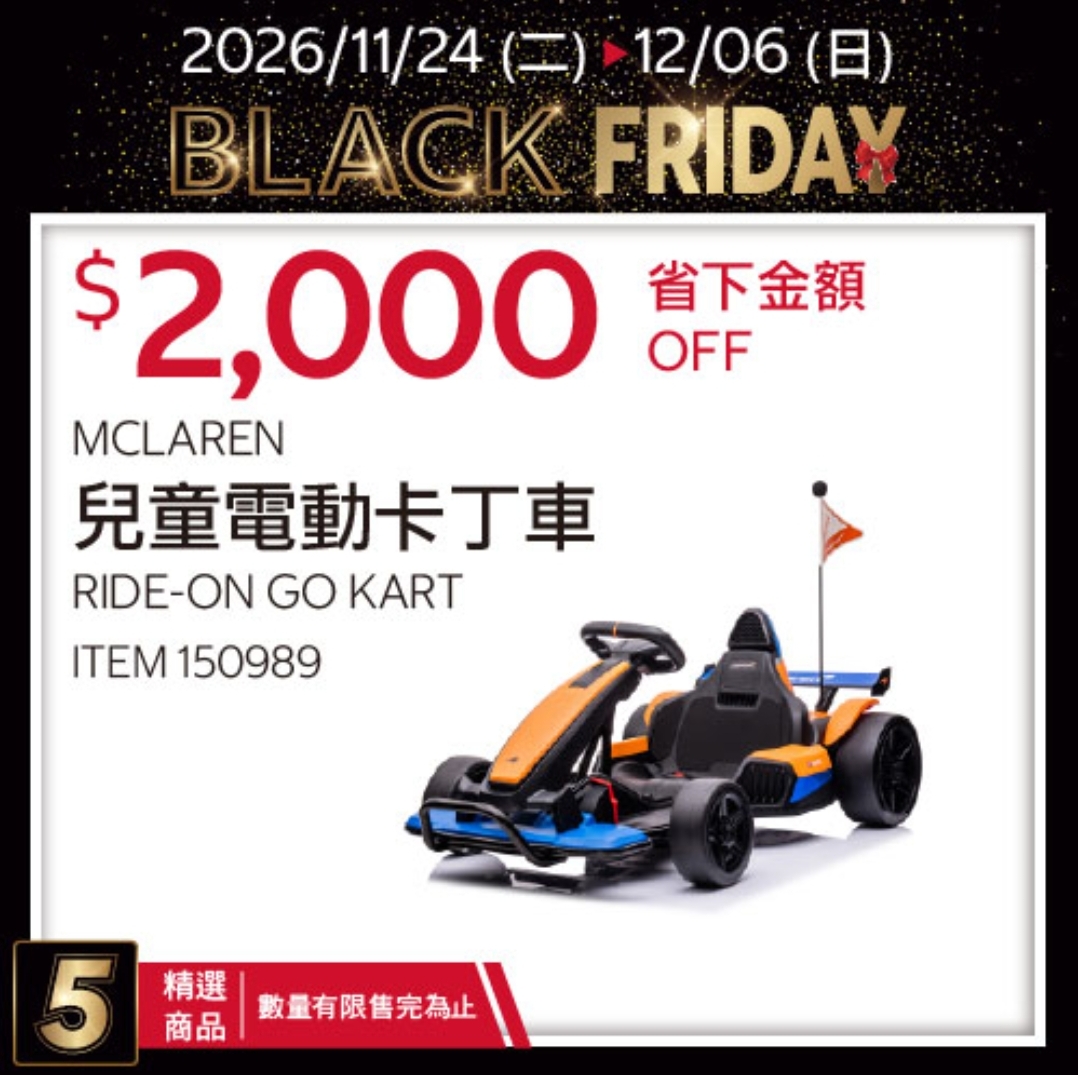 2026/11/24 (二) ▶ 12/06 (日)
BLACK FRIDAY
$2,000 省下金額
OFF
MCLAREN
兒童電動卡丁車
RIDE-ON GO KART
ITEM 150989
5
精選
商品
數量有限售完為止